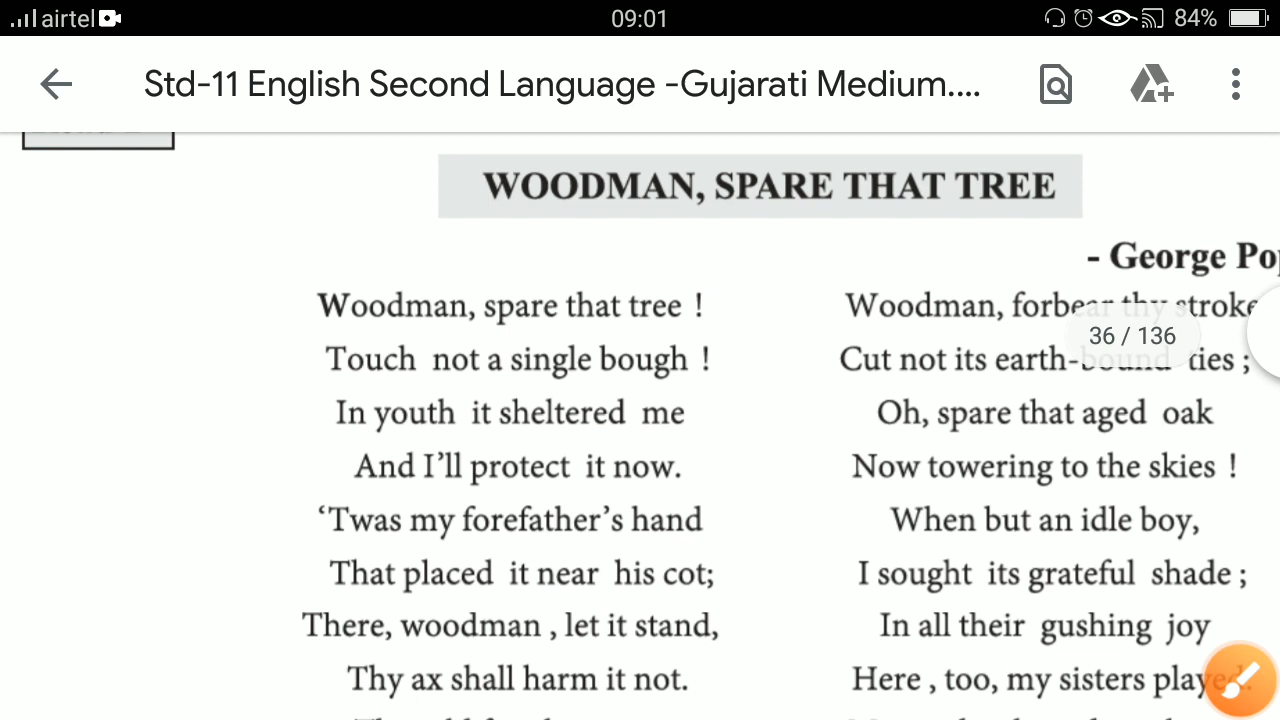 airtel 09:01 84%
Std-11 English Second Language -Gujarati Medium....
WOODMAN, SPARE THAT TREE
- George
36 / 136
Woodman, spare that tree !
Touch not a single bough !
In youth it sheltered me
And I'll protect it now.
‘Twas my forefather’s hand
That placed it near his cot;
There, woodman , let it stand,
Thy ax shall harm it not.
Woodman, forbear thy stroke
Cut not its earth-bound ties ;
Oh, spare that aged oak
Now towering to the skies !
When but an idle boy,
I sought its grateful shade ;
In all their gushing joy
Here , too, my sisters played.